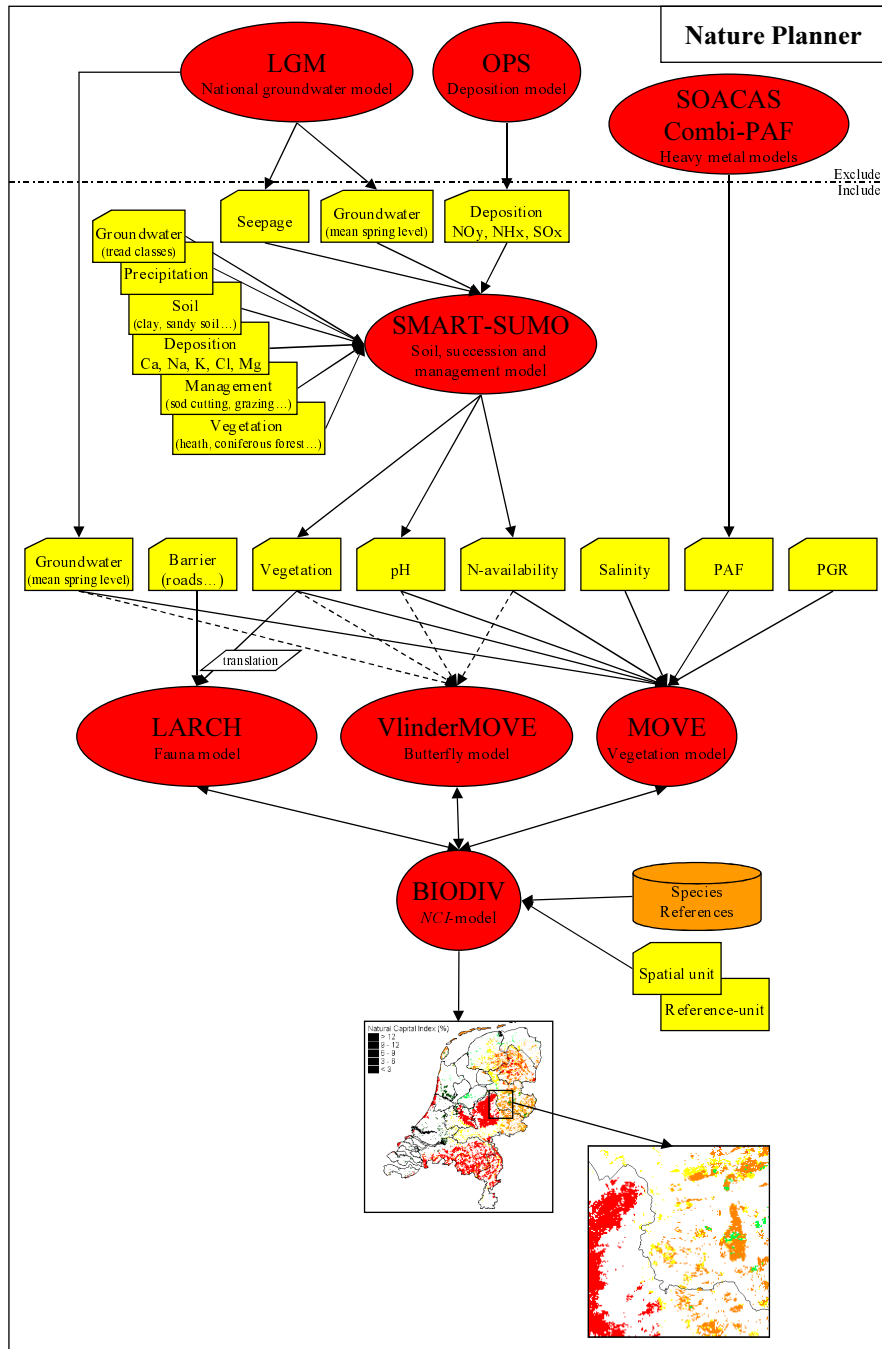 Nature Planner
LGM
National groundwater model
OPS
Deposition model
SOACAS
Combi-PAF
Heavy metal models
Exclude
Include
Seepage
Groundwater
(mean spring level)
Deposition
NOy, NHx, SOx
Groundwater
(tread classes)
Precipitation
Soil
(clay, sandy soil...)
Deposition
Ca, Na, K, Cl, Mg
Management
(sod cutting, grazing...)
Vegetation
(heath, coniferous forest...)
SMART-SUMO
Soil, succession and
management model
Groundwater
(mean spring level)
Barrier
(roads...)
Vegetation
pH
N-availability
Salinity
PAF
PGR
translation
LARCH
Fauna model
VlinderMOVE
Butterfly model
MOVE
Vegetation model
BIODIV
NCI-model
Species
References
Spatial unit
Reference-unit
Natural Capital Index (%)
> 12
9 - 12
6 - 9
3 - 6
< 3